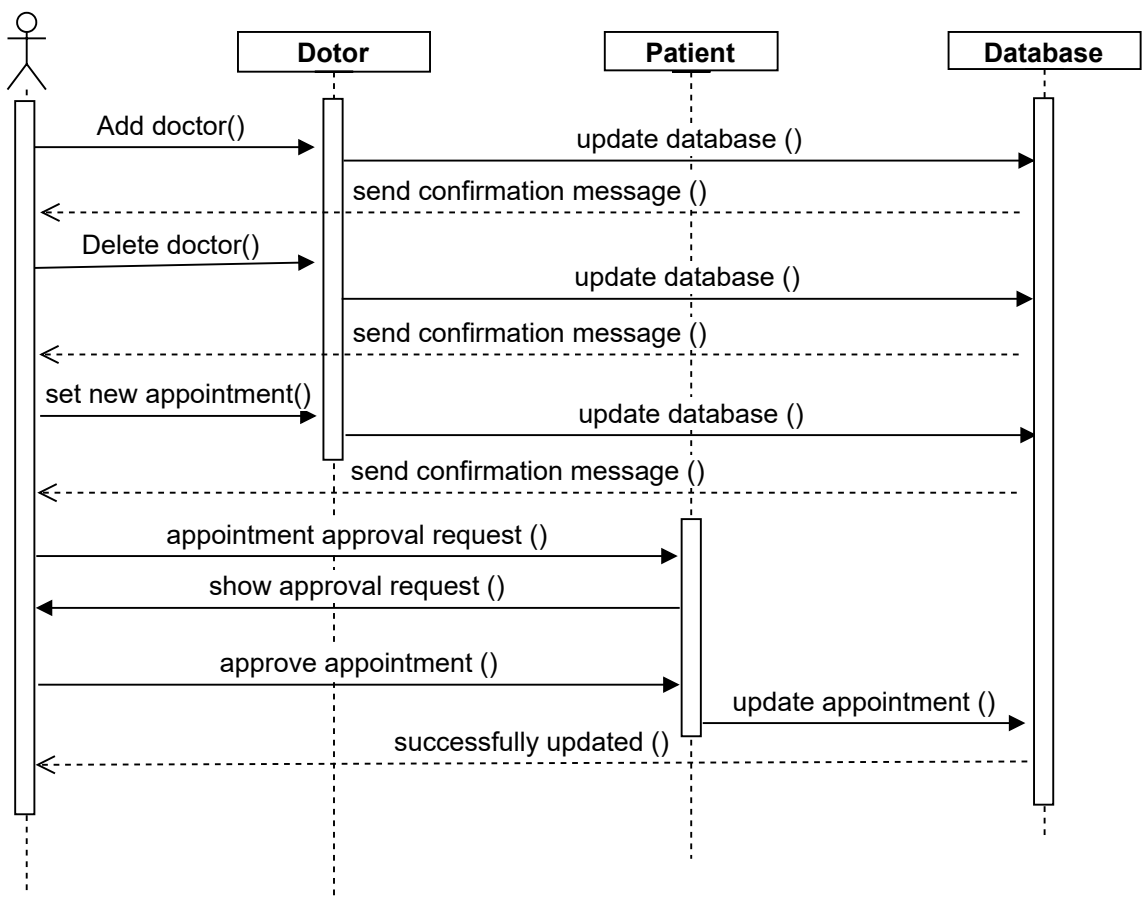 Dotor
Patient
Database
Add doctor()
update database ()
send confirmation message ()
Delete doctor()
update database ()
send confirmation message ()
set new appointment()
update database ()
send confirmation message ()
appointment approval request ()
show approval request ()
approve appointment ()
update appointment ()
successfully updated ()